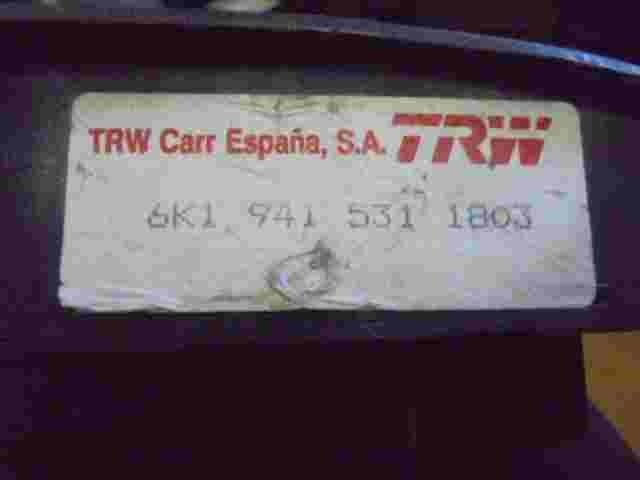 TRW Carr España, S.A. TRW
6K1 941 531 1803